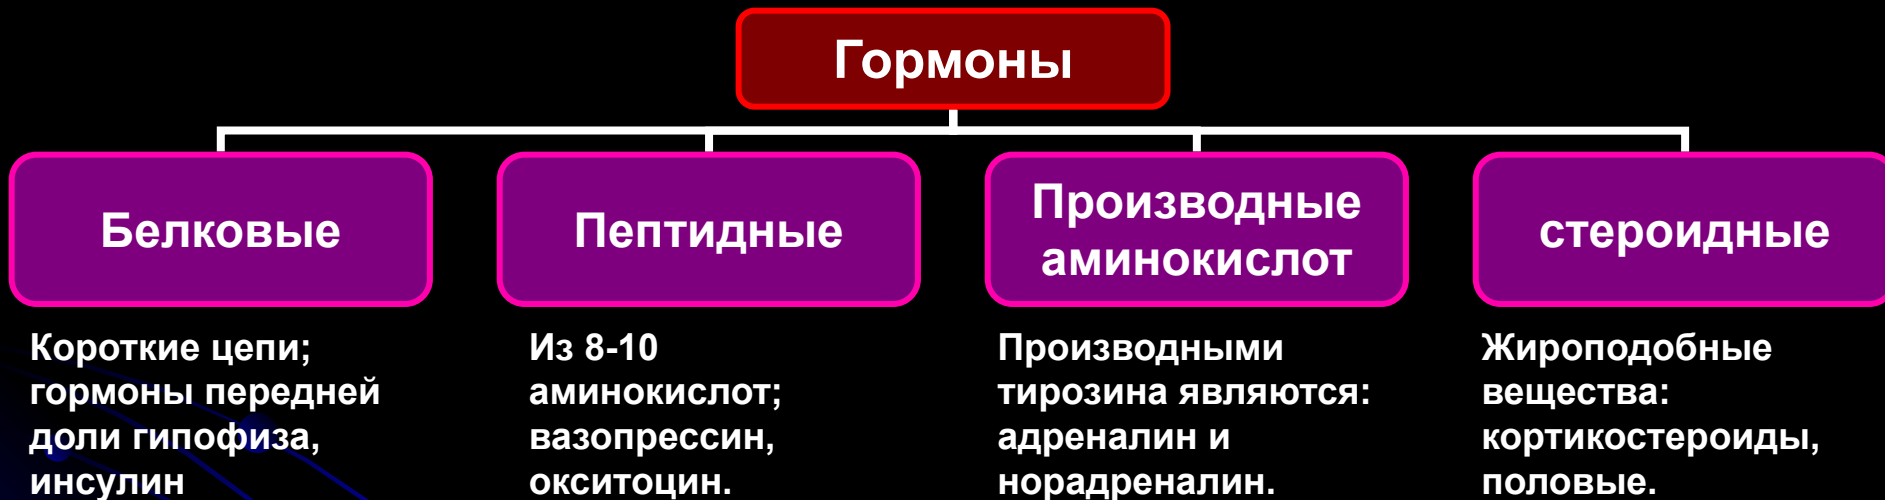 Гормоны
Белковые
Пептидные
Производные
аминокислот
стероидные
Короткие цепи;
гормоны передней
доли гипофиза,
инсулин
Из 8-10
аминокислот;
вазопрессин,
окситоцин.
Производными
тирозина являются:
адреналин и
норадреналин.
Жироподобные
вещества:
кортикостероиды,
половые.